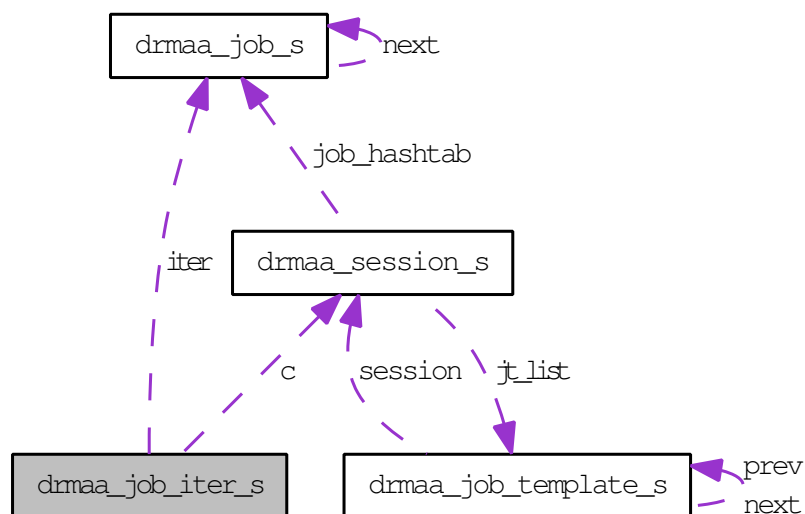 drmaa_job_s
next
job_hashtab
iter
drmaa_session_s
c
session
jt_list
drmaa_job_iter_s
drmaa_job_template_s
prev
next